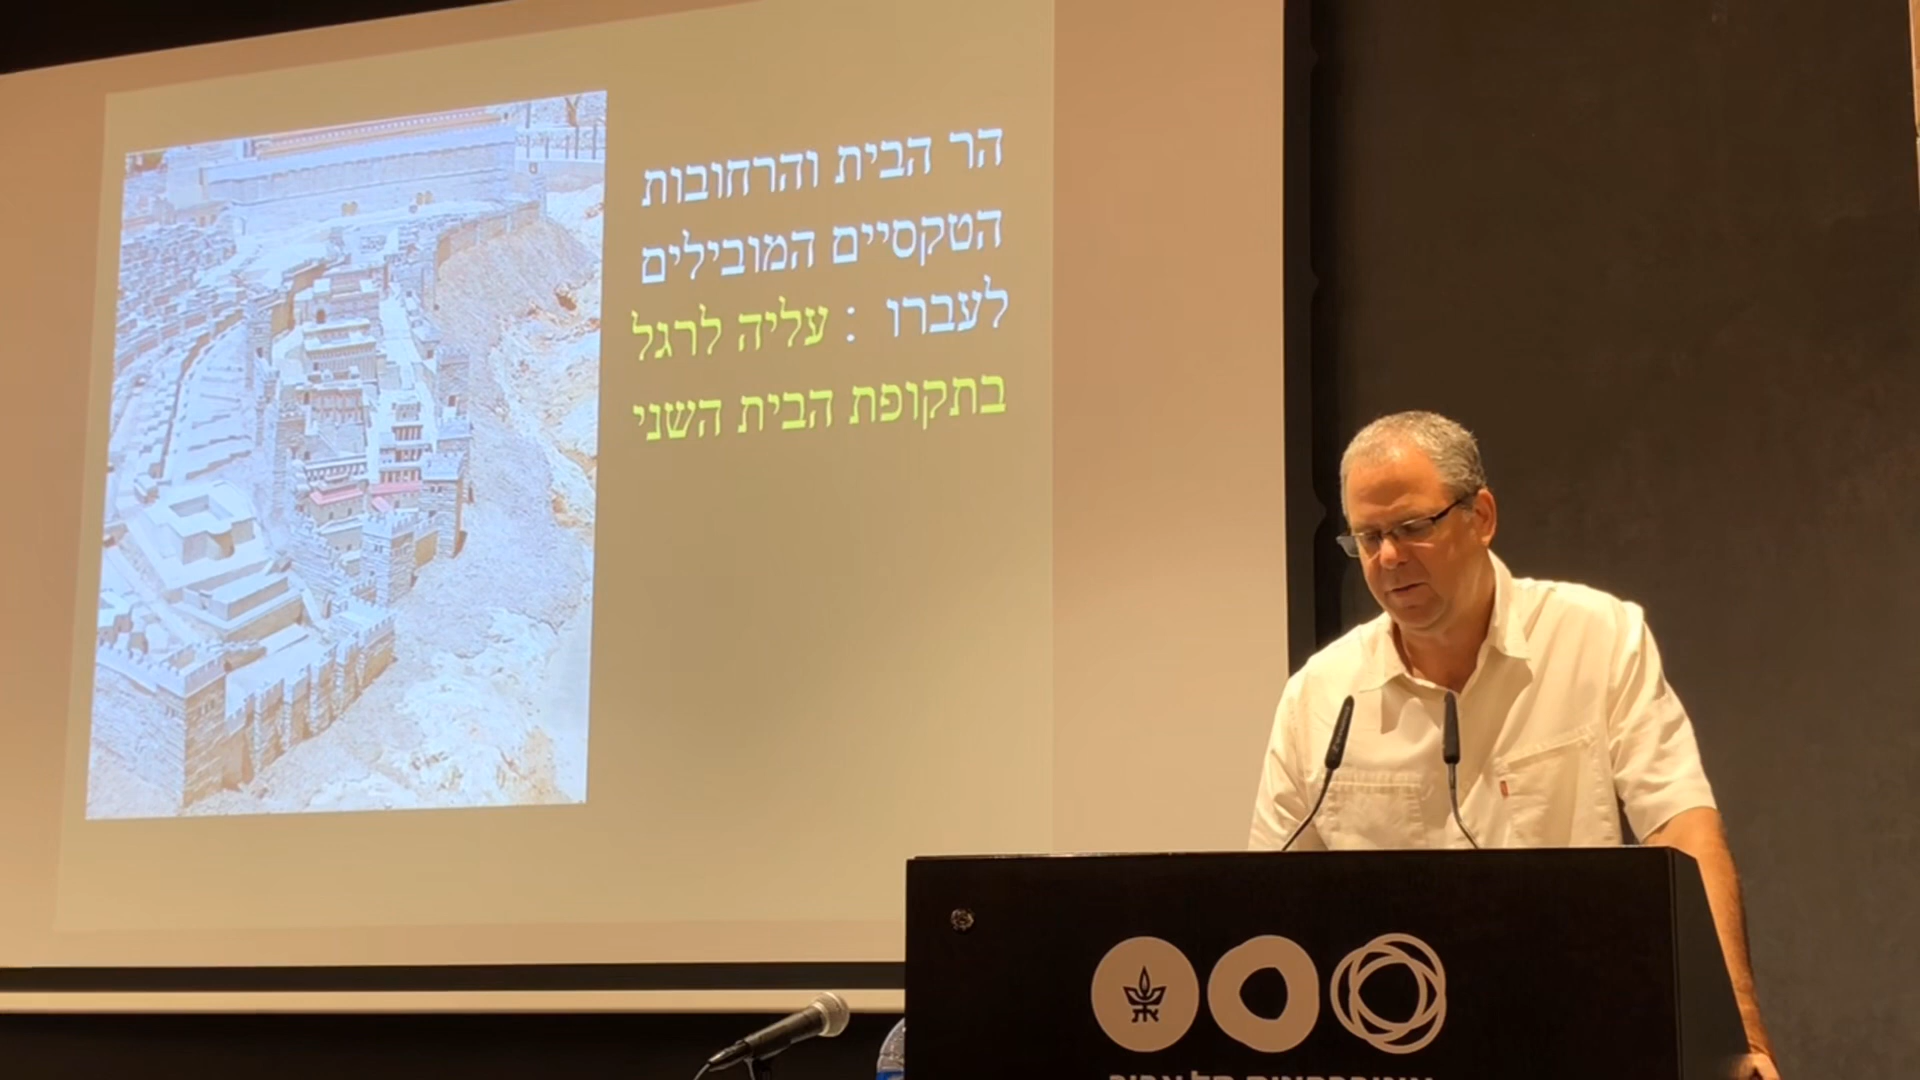 הר הבית והרחובות
הטקסיים המובילים
לעברו : עליה לרגל
בתקופת הבית השני